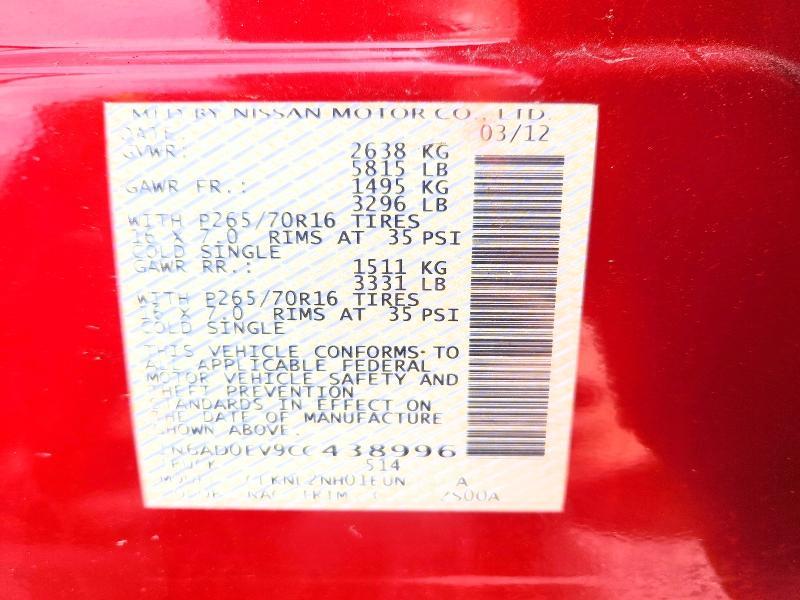 MFD BY NISSAN MOTOR CO., LTD.
DATE: 03/12
GVWR: 2638 KG
5815 LB
GAWR FR.: 1495 KG
3296 LB
WITH P265/70R16 TIRES
16 X 7.0 RIMS AT 35 PSI
COLD SINGLE
GAWR RR.: 1511 KG
3331 LB
WITH P265/70R16 TIRES
16 X 7.0 RIMS AT 35 PSI
COLD SINGLE
THIS VEHICLE CONFORMS TO
ALL APPLICABLE FEDERAL
MOTOR VEHICLE SAFETY AND
THEFT PREVENTION
STANDARDS IN EFFECT ON
THE DATE OF MANUFACTURE
SHOWN ABOVE.
1N6AD0EV9CC438996
TRUCK 514
A
TRIM